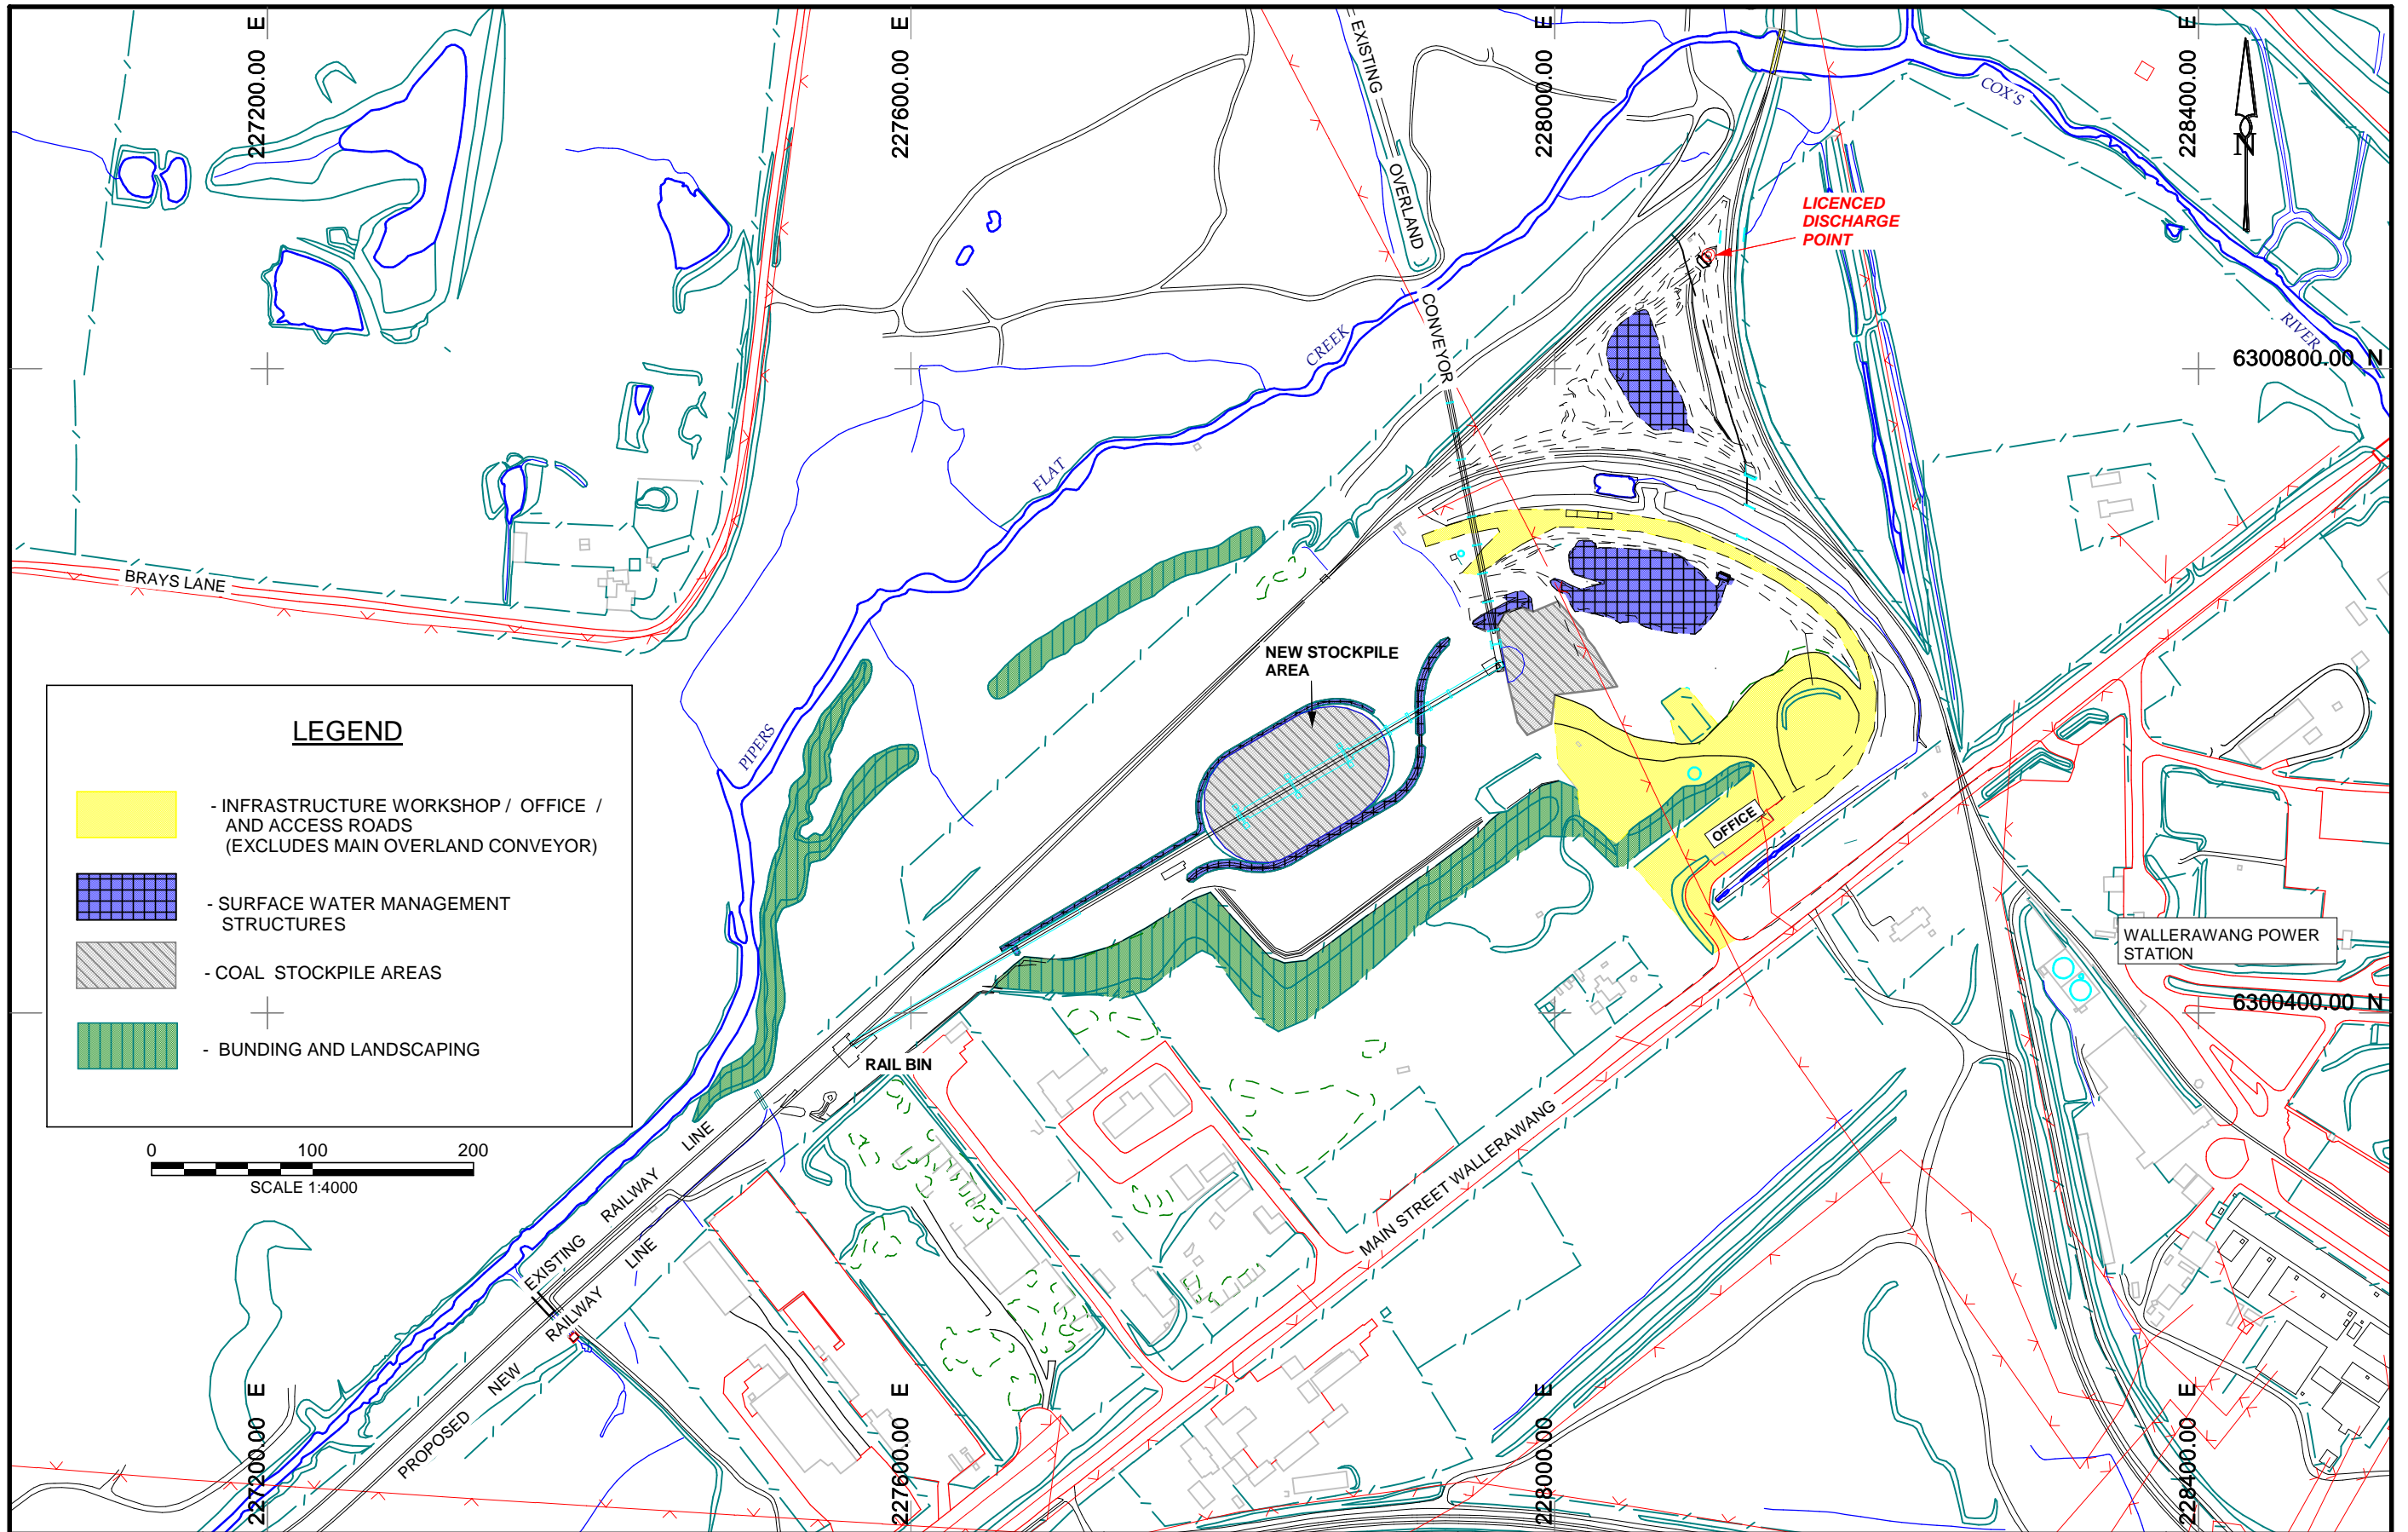 227200.00 E
227600.00 E
228000.00 E
228400.00 E
EXISTING
OVERLAND
CONVEYOR
COX'S
RIVER
N
LICENCED
DISCHARGE
POINT
6300800.00 N
CREEK
FLAT
PIPERS
BRAYS LANE
NEW STOCKPILE
AREA
LEGEND
- INFRASTRUCTURE WORKSHOP / OFFICE /
AND ACCESS ROADS
(EXCLUDES MAIN OVERLAND CONVEYOR)
- SURFACE WATER MANAGEMENT
STRUCTURES
- COAL STOCKPILE AREAS
- BUNDING AND LANDSCAPING
OFFICE
WALLERAWANG POWER
STATION
6300400.00 N
RAIL BIN
0 100 200
SCALE 1:4000
EXISTING RAILWAY LINE
PROPOSED NEW RAILWAY LINE
MAIN STREET WALLERAWANG
227200.00 E
227600.00 E
228000.00 E
228400.00 E